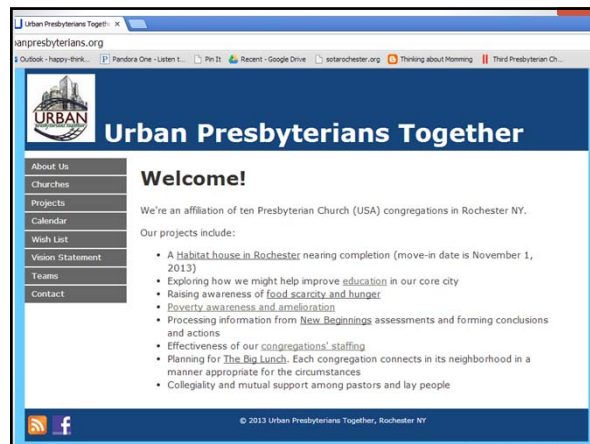 Urban Presbyterians Togeth
anpresbyterians.org
Outlook - happy-think...
Pandora One - Listen t...
Pin It
Recent - Google Drive
sotarochester.org
Thinking about Momming
Third Presbyterian Ch...
URBAN
Urban Presbyterians Together
About Us
Churches
Projects
Calendar
Wish List
Vision Statement
Teams
Contact
Welcome!
We're an affiliation of ten Presbyterian Church (USA) congregations in Rochester NY.
Our projects include:
• A Habitat house in Rochester nearing completion (move-in date is November 1,
2013)
• Exploring how we might help improve education in our core city
• Raising awareness of food scarcity and hunger
• Poverty awareness and amelioration
• Processing information from New Beginnings assessments and forming conclusions
and actions
• Effectiveness of our congregations' staffing
• Planning for The Big Lunch. Each congregation connects in its neighborhood in a
manner appropriate for the circumstances
• Collegiality and mutual support among pastors and lay people
© 2013 Urban Presbyterians Together, Rochester NY